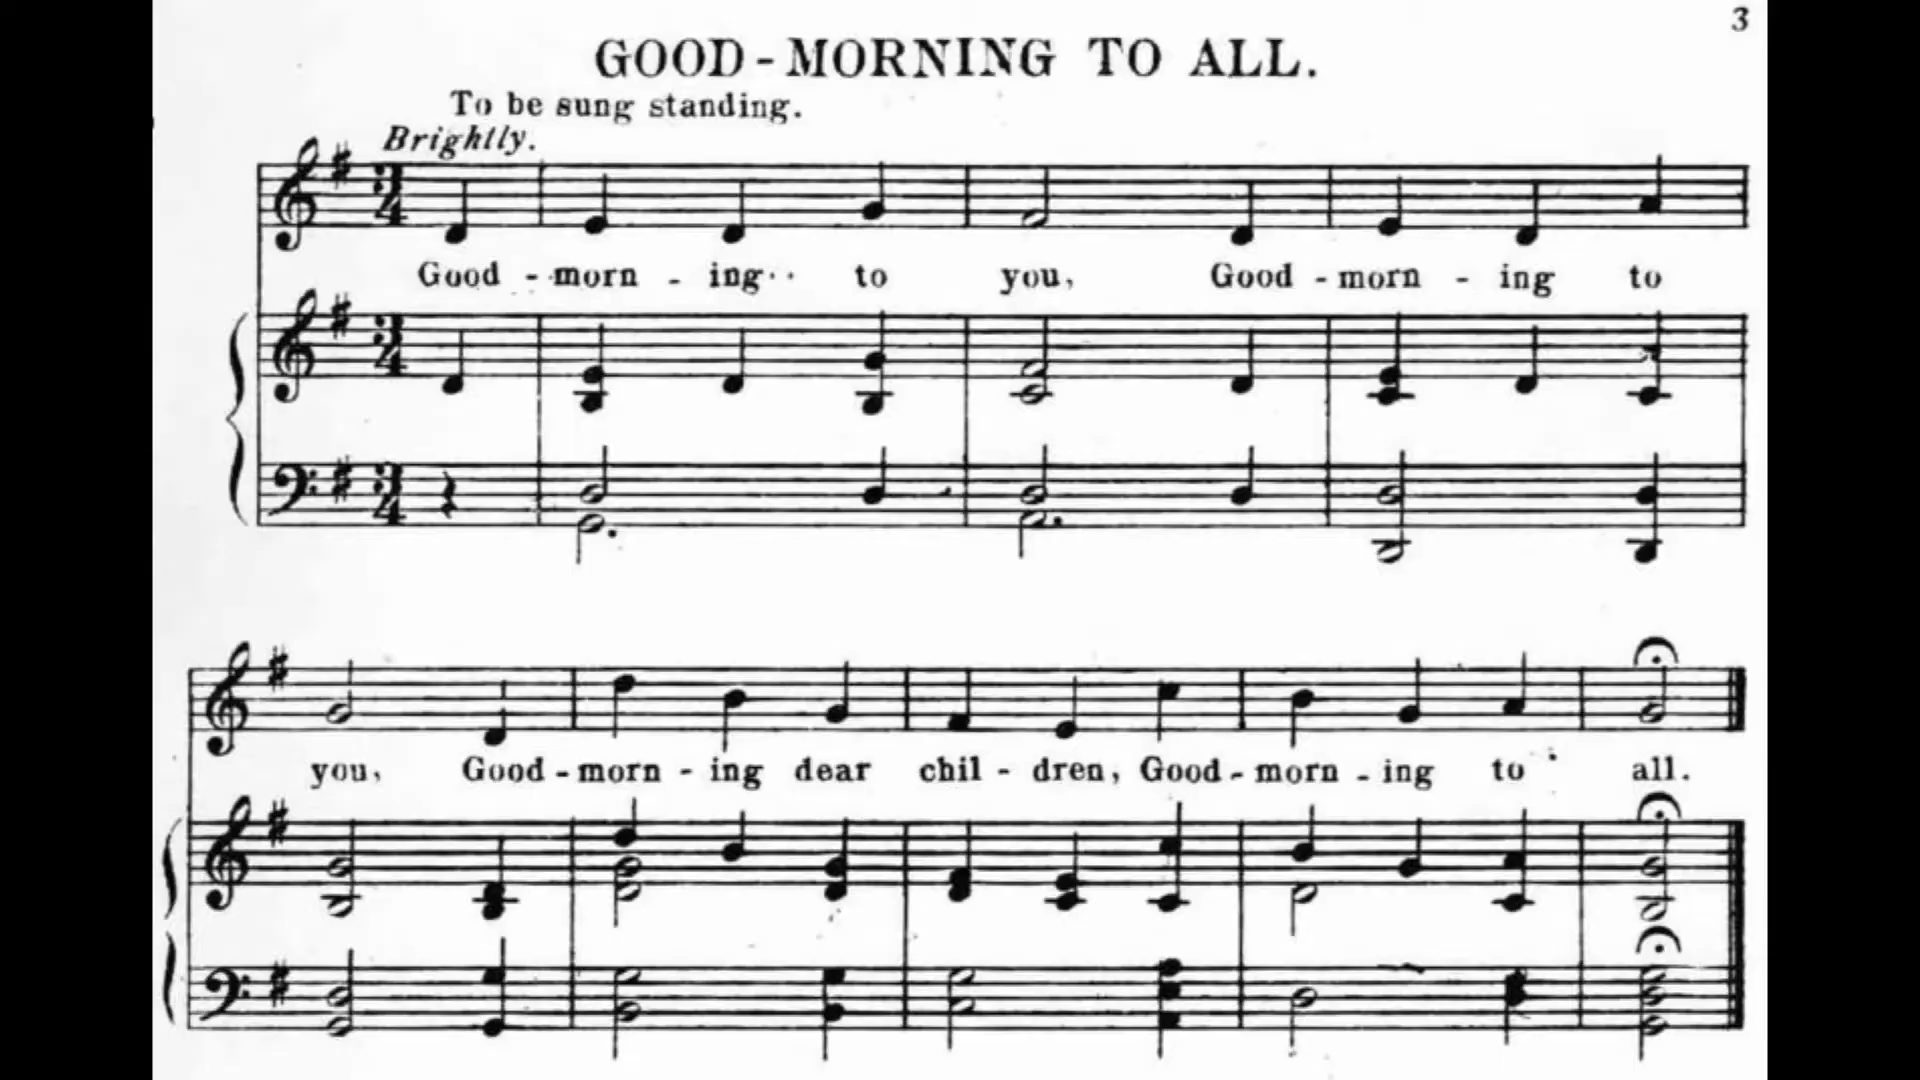 3
GOOD-MORNING TO ALL.
To be sung standing.
Brightly.
Good - morn - ing to you, Good - morn - ing to
you, Good - morn - ing dear chil - dren, Good - morn - ing to all.